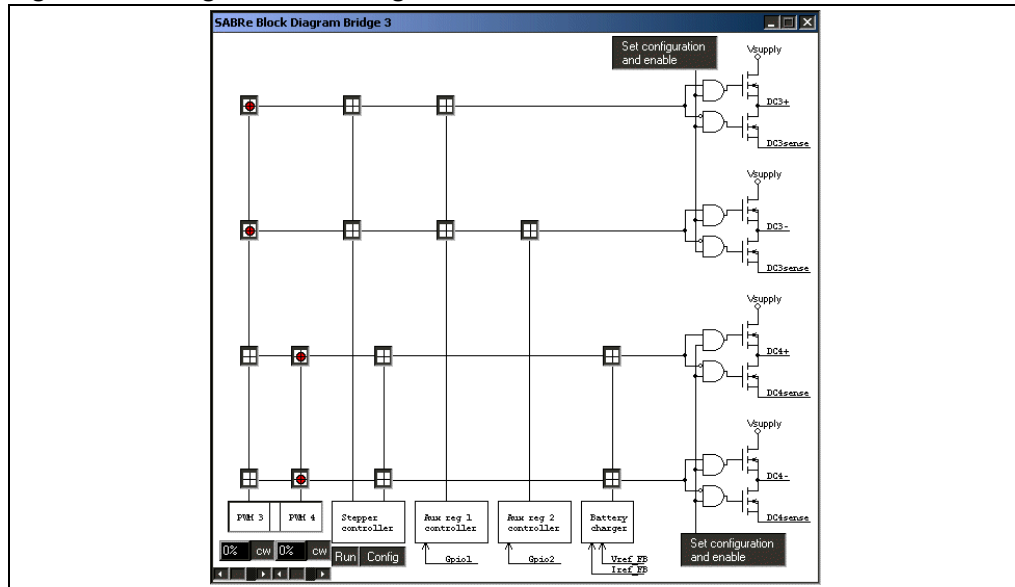 SABRe Block Diagram Bridge 3
Set configuration
and enable
Vsupply
DC3+
DC3sense
Vsupply
DC3-
DC3sense
Vsupply
DC4+
DC4sense
Vsupply
DC4-
DC4sense
PWM 3
PWM 4
Stepper
controller
Aux reg 1
controller
Aux reg 2
controller
Battery
charger
0%
cw
0%
cw
Run
Config
Gpio1
Gpio2
Vref_FB
Iref_FB
Set configuration
and enable